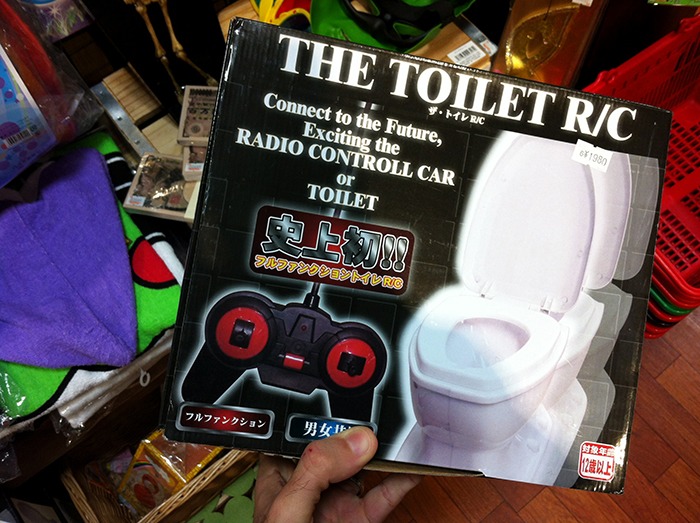 THE TOILET R/C
ザ・トイレR/C
¥1980
Connect to the Future,
Exciting the
RADIO CONTROLL CAR
or
TOILET
史上初!!
フルファンクショントイレR/C
フルファンクション
男女
対象年齢
12歳以上!